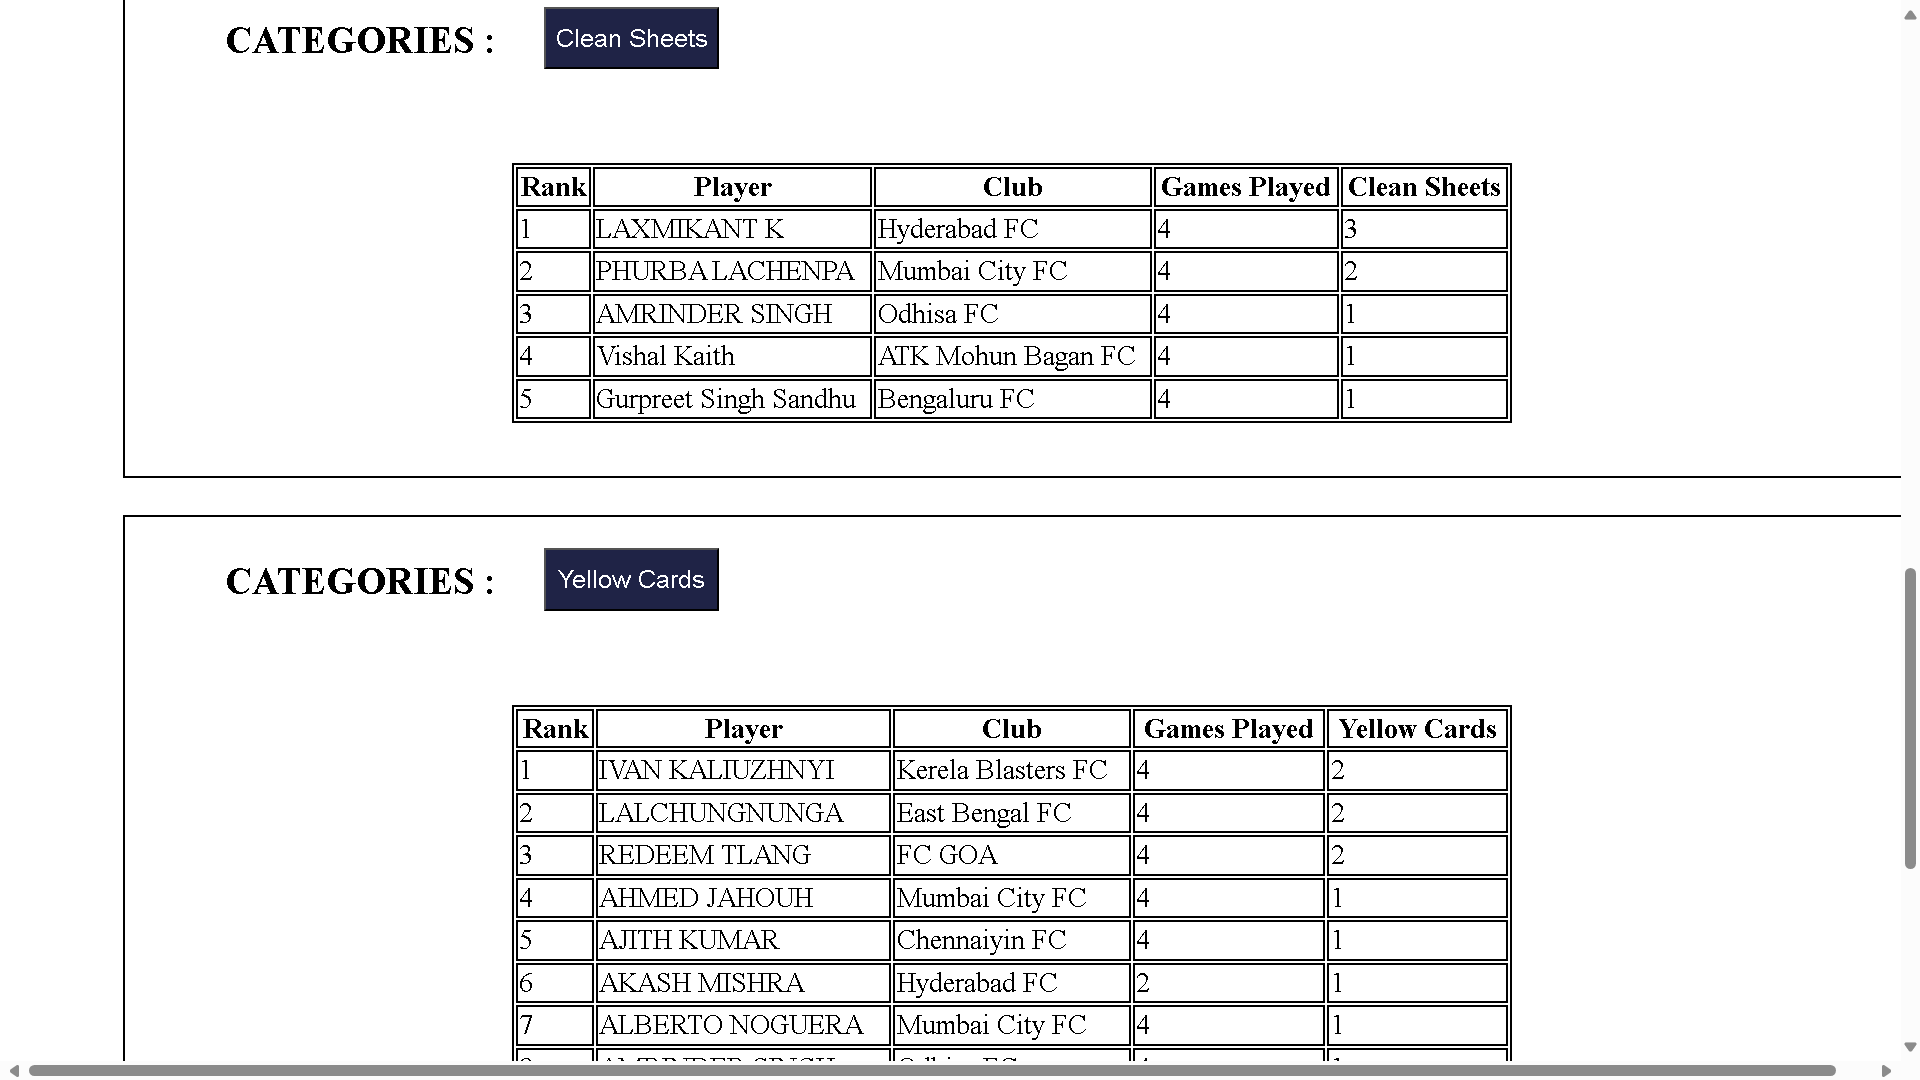 CATEGORIES : Clean Sheets
Rank Player Club Games Played Clean Sheets
1 LAXMIKANT K Hyderabad FC 4 3
2 PHURBA LACHENPA Mumbai City FC 4 2
3 AMRINDER SINGH Odhisa FC 4 1
4 Vishal Kaith ATK Mohun Bagan FC 4 1
5 Gurpreet Singh Sandhu Bengaluru FC 4 1
CATEGORIES : Yellow Cards
Rank Player Club Games Played Yellow Cards
1 IVAN KALIUZHNYI Kerela Blasters FC 4 2
2 LALCHUNGNUNGA East Bengal FC 4 2
3 REDEEM TLANG FC GOA 4 2
4 AHMED JAHOUH Mumbai City FC 4 1
5 AJITH KUMAR Chennaiyin FC 4 1
6 AKASH MISHRA Hyderabad FC 2 1
7 ALBERTO NOGUERA Mumbai City FC 4 1